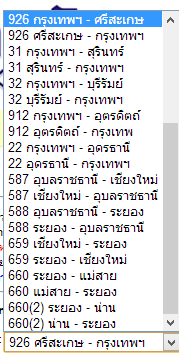 926 กรุงเทพฯ - ศรีสะเกษ
926 ศรีสะเกษ - กรุงเทพฯ
31 กรุงเทพฯ - สุรินทร์
31 สุรินทร์ - กรุงเทพฯ
32 กรุงเทพฯ - บุรีรัมย์
32 บุรีรัมย์ - กรุงเทพฯ
912 กรุงเทพฯ - อุตรดิตถ์
912 อุตรดิตถ์ - กรุงเทพ
22 กรุงเทพฯ - อุดรธานี
22 อุดรธานี - กรุงเทพฯ
587 อุบลราชธานี - เชียงใหม่
587 เชียงใหม่ - อุบลราชธานี
588 อุบลราชธานี - ระยอง
588 ระยอง - อุบลราชธานี
659 เชียงใหม่ - ระยอง
659 ระยอง - เชียงใหม่
660 ระยอง - แม่สาย
660 แม่สาย - ระยอง
660(2) ระยอง - น่าน
660(2) น่าน - ระยอง
926 ศรีสะเกษ - กรุงเทพฯ